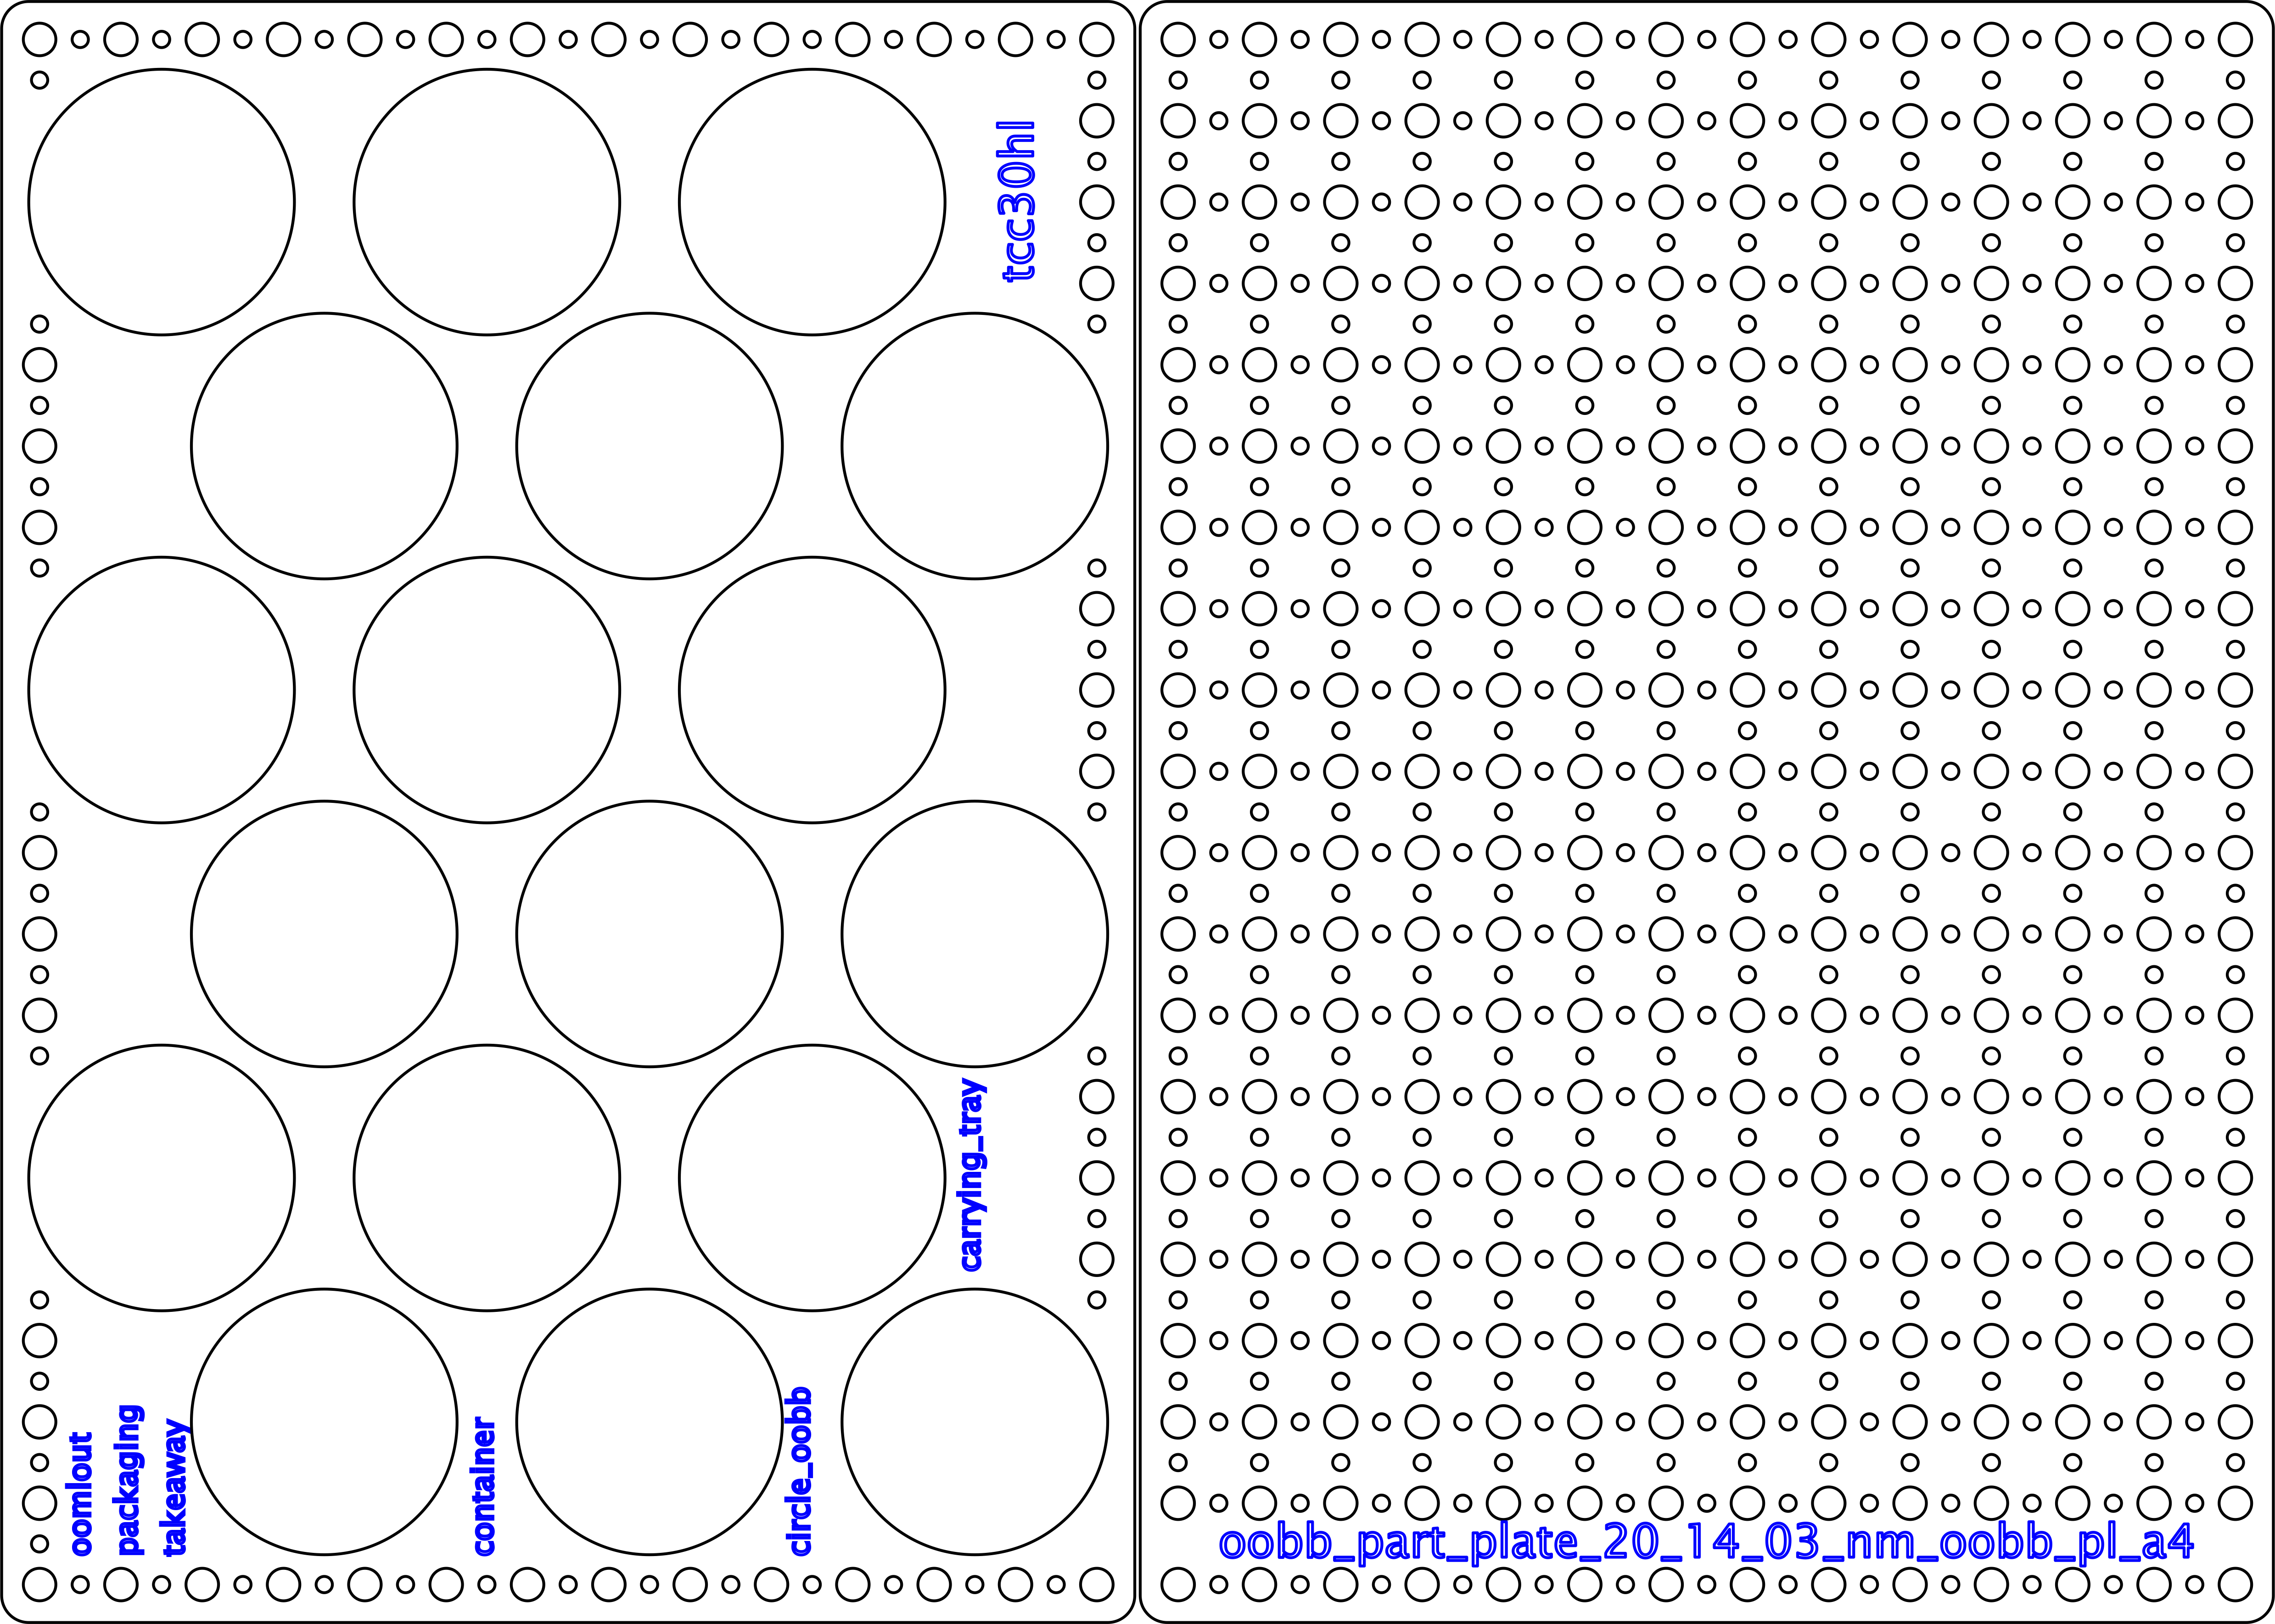 tcc30hl
carrying_tray
oomlout
packaging
takeaway
container
circle_oobb
oobb_part_plate_20_14_03_nm_oobb_pl_a4